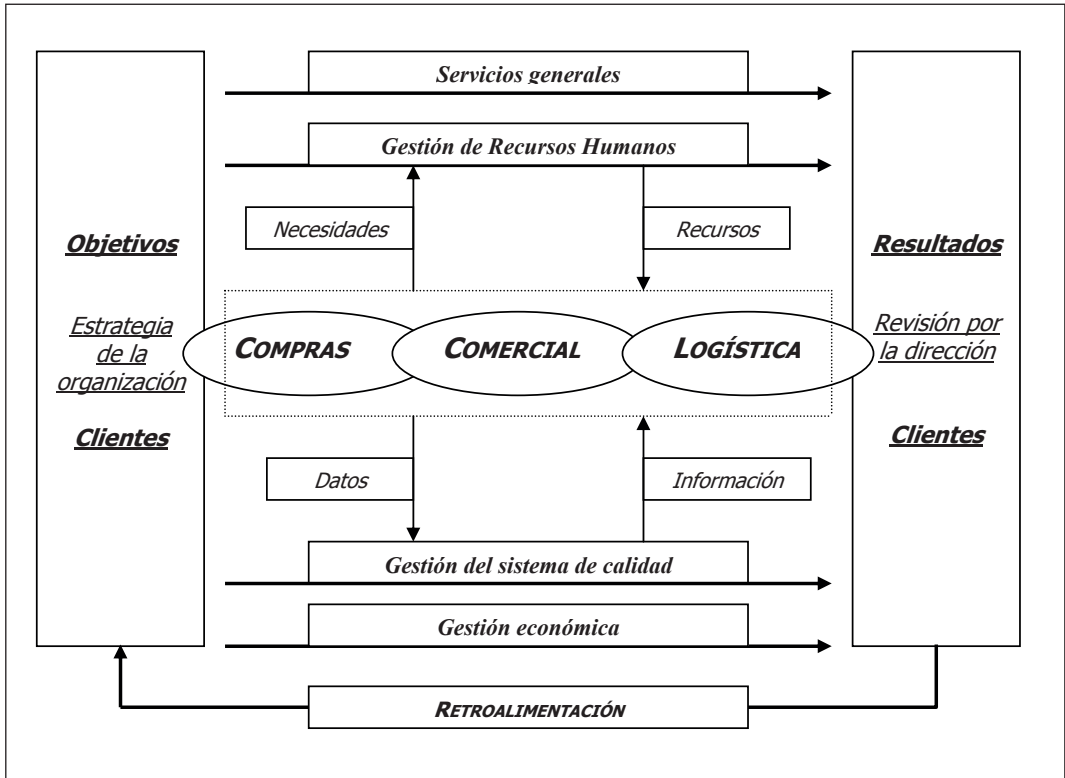 Servicios generales
Gestión de Recursos Humanos
Necesidades
Recursos
Objetivos
Estrategia
de la
organización
Clientes
COMPRAS
COMERCIAL
LOGÍSTICA
Resultados
Revisión por
la dirección
Clientes
Datos
Información
Gestión del sistema de calidad
Gestión económica
RETROALIMENTACIÓN